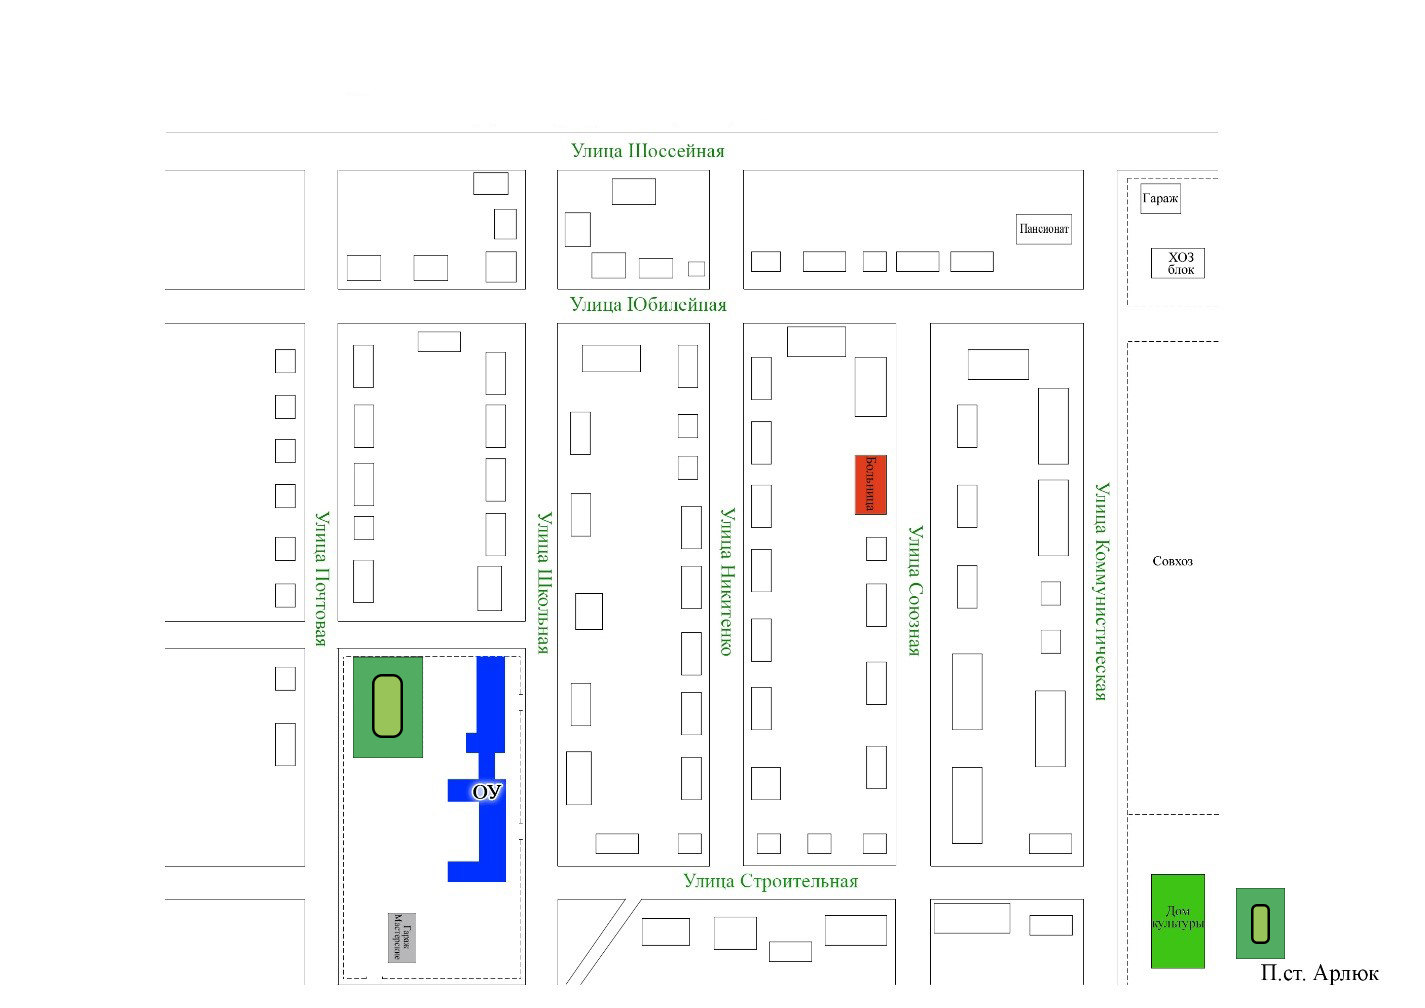 Улица Шоссейная
Гараж
Пансионат
ХОЗ
блок
Улица Юбилейная
Больница
Улица Почтовая
Улица Школьная
Улица Никитенко
Улица Союзная
Улица Коммунистическая
Совхоз
ОУ
Улица Строительная
Гараж
Мастерские
Дом
культуры
П.ст. Арлюк